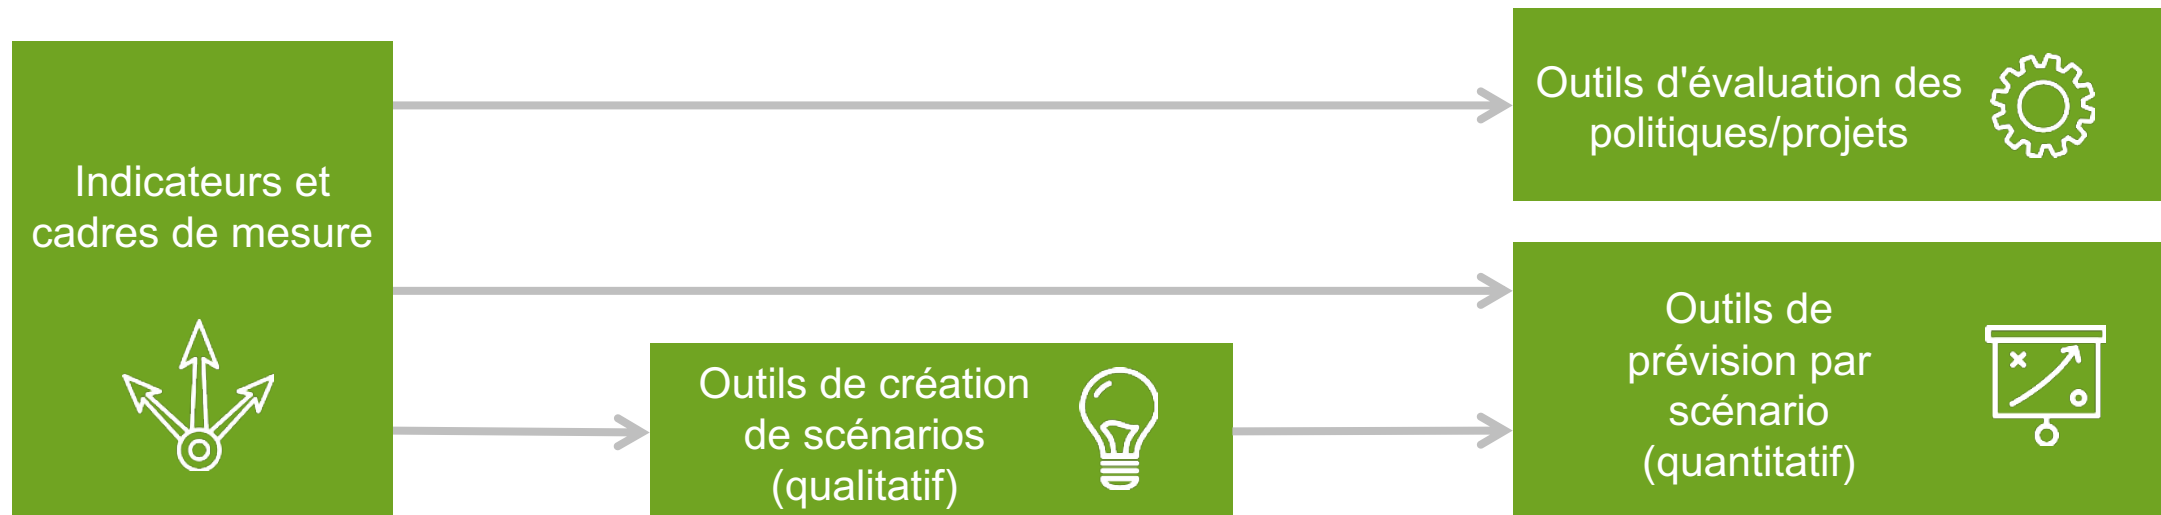 Indicateurs et
cadres de mesure
Outils d'évaluation des
politiques/projets
Outils de création
de scénarios
(qualitatif)
Outils de
prévision par
scénario
(quantitatif)